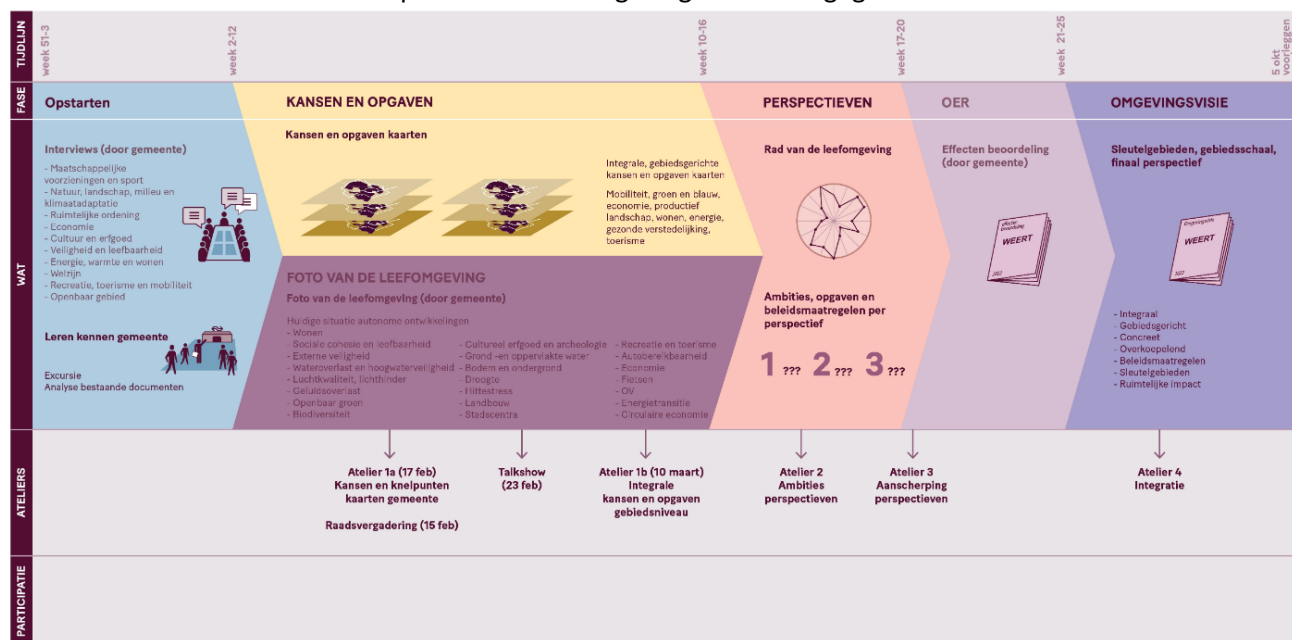 TIJDLIJN
week 51-3
week 2-12
week 10-16
week 17-20
week 21-25
5 okt
voorleggen
FASE
Opstarten
KANSEN EN OPGAVEN
PERSPECTIEVEN
OER
OMGEVINGSVISIE
WAT
Interviews (door gemeente)
- Maatschappelijke
voorzieningen en sport
- Natuur, landschap, milieu en
klimaatadaptatie
- Ruimtelijke ordening
- Economie
- Cultuur en erfgoed
- Veiligheid en leefbaarheid
- Energie, warmte en wonen
- Welzijn
- Recreatie, toerisme en mobiliteit
- Openbaar gebied
Leren kennen gemeente
Excursie
Analyse bestaande documenten
Kansen en opgaven kaarten
Integrale, gebiedsgerichte
kansen en opgaven kaarten
Mobiliteit, groen en blauw,
economie, productief
landschap, wonen, energie,
gezonde verstedelijking,
toerisme
FOTO VAN DE LEEFOMGEVING
Foto van de leefomgeving (door gemeente)
Huidige situatie autonome ontwikkelingen
- Wonen
- Sociale cohesie en leefbaarheid
- Externe veiligheid
- Wateroverlast en hoogwaterveiligheid
- Luchtkwaliteit, lichthinder
- Geluidsoverlast
- Openbaar groen
- Biodiversiteit
- Cultureel erfgoed en archeologie
- Grond -en oppervlakte water
- Bodem en ondergrond
- Droogte
- Hittestress
- Landbouw
- Stadscentra
- Recreatie en toerisme
- Autobereikbaarheid
- Economie
- Fietsen
- OV
- Energietransitie
- Circulaire economie
Rad van de leefomgeving
Ambities, opgaven en
beleidsmaatregelen per
perspectief
1 ??? 2 ??? 3 ???
Effecten beoordeling
(door gemeente)
effecten
beoordeling
WEERT
Sleutelgebieden, gebiedsschaal,
finaal perspectief
Omgevingsvisie
WEERT
- Integraal
- Gebiedsgericht
- Concreet
- Overkoepelend
- Beleidsmaatregelen
- Sleutelgebieden
- Ruimtelijke impact
ATELIERS
Atelier 1a (17 feb)
Kansen en knelpunten
kaarten gemeente
Raadsvergadering (15 feb)
Talkshow
(23 feb)
Atelier 1b (10 maart)
Integrale
kansen en opgaven
gebiedsniveau
Atelier 2
Ambities
perspectieven
Atelier 3
Aanscherping
perspectieven
Atelier 4
Integratie
PARTICIPATIE